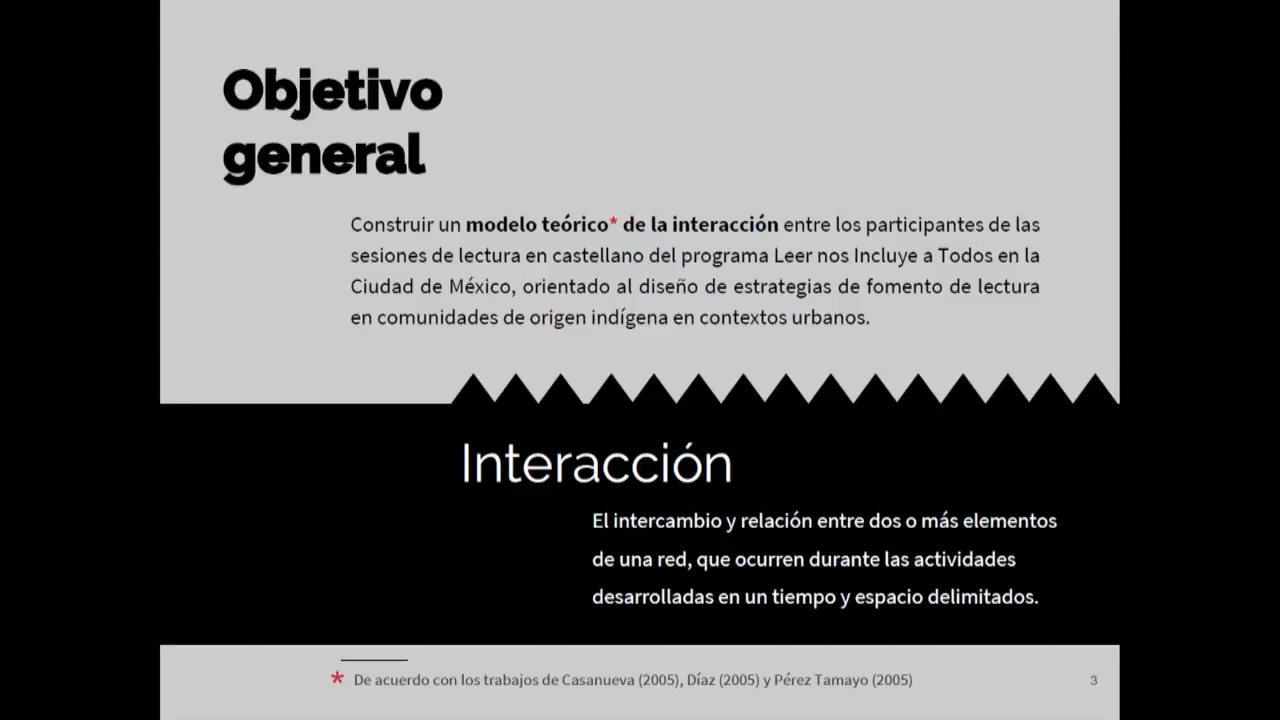 Objetivo
general
Construir un modelo teórico* de la interacción entre los participantes de las
sesiones de lectura en castellano del programa Leer nos Incluye a Todos en la
Ciudad de México, orientado al diseño de estrategias de fomento de lectura
en comunidades de origen indígena en contextos urbanos.
Interacción
El intercambio y relación entre dos o más elementos
de una red, que ocurren durante las actividades
desarrolladas en un tiempo y espacio delimitados.
* De acuerdo con los trabajos de Casanueva (2005), Díaz (2005) y Pérez Tamayo (2005)
3